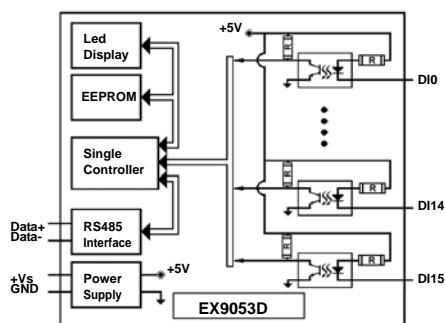 Led
Display
EEPROM
Single
Controller
RS485
Interface
Data+
Data-
+Vs
GND
Power
Supply
+5V
EX9053D
+5V
R
R
DI0
R
R
DI14
R
R
DI15